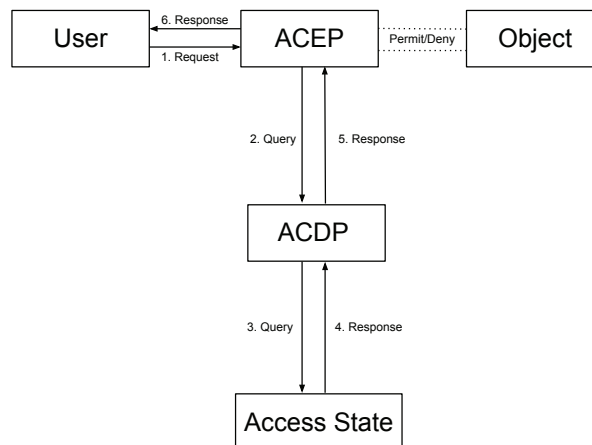 6. Response
User
ACEP
Permit/Deny
Object
1. Request
2. Query
5. Response
ACDP
3. Query
4. Response
Access State